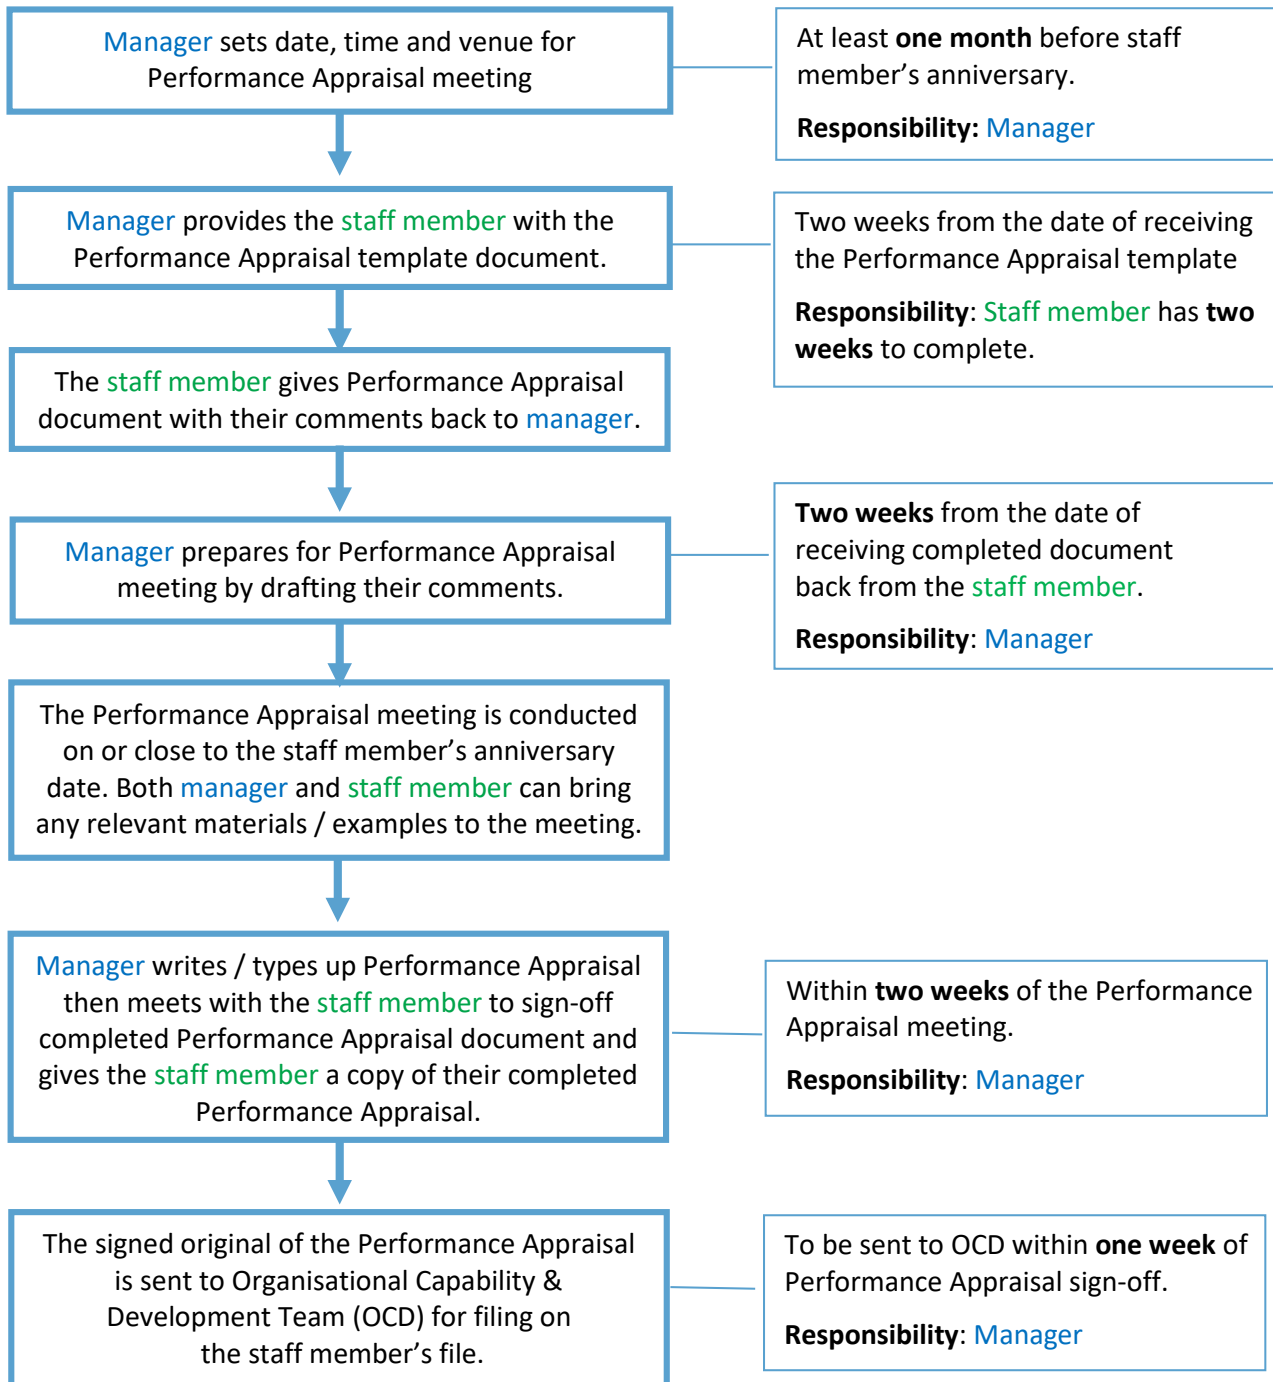 Manager sets date, time and venue for
Performance Appraisal meeting
At least one month before staff
member’s anniversary.
Responsibility: Manager
Manager provides the staff member with the
Performance Appraisal template document.
Two weeks from the date of receiving
the Performance Appraisal template
Responsibility: Staff member has two
weeks to complete.
The staff member gives Performance Appraisal
document with their comments back to manager.
Manager prepares for Performance Appraisal
meeting by drafting their comments.
Two weeks from the date of
receiving completed document
back from the staff member.
Responsibility: Manager
The Performance Appraisal meeting is conducted
on or close to the staff member’s anniversary
date. Both manager and staff member can bring
any relevant materials / examples to the meeting.
Manager writes / types up Performance Appraisal
then meets with the staff member to sign-off
completed Performance Appraisal document and
gives the staff member a copy of their completed
Performance Appraisal.
Within two weeks of the Performance
Appraisal meeting.
Responsibility: Manager
The signed original of the Performance Appraisal
is sent to Organisational Capability &
Development Team (OCD) for filing on
the staff member’s file.
To be sent to OCD within one week of
Performance Appraisal sign-off.
Responsibility: Manager